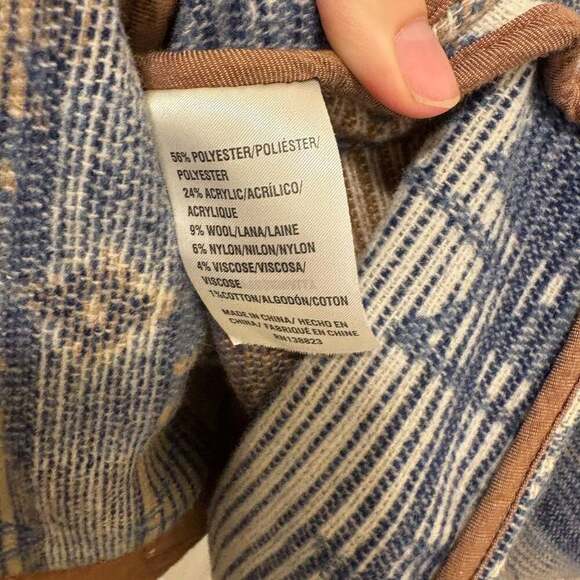 56% POLYESTER/POLIÉSTER/
POLYESTER
24% ACRYLIC/ACRÍLICO/
ACRYLIQUE
9% WOOL/LANA/LAINE
6% NYLON/NILON/NYLON
4% VISCOSE/VISCOSA/
VISCOSE
1%COTTON/ALGODÓN/COTON
MADE IN CHINA/ HECHO EN
CHINA/ FABRIQUÉ EN CHINE
RN138823